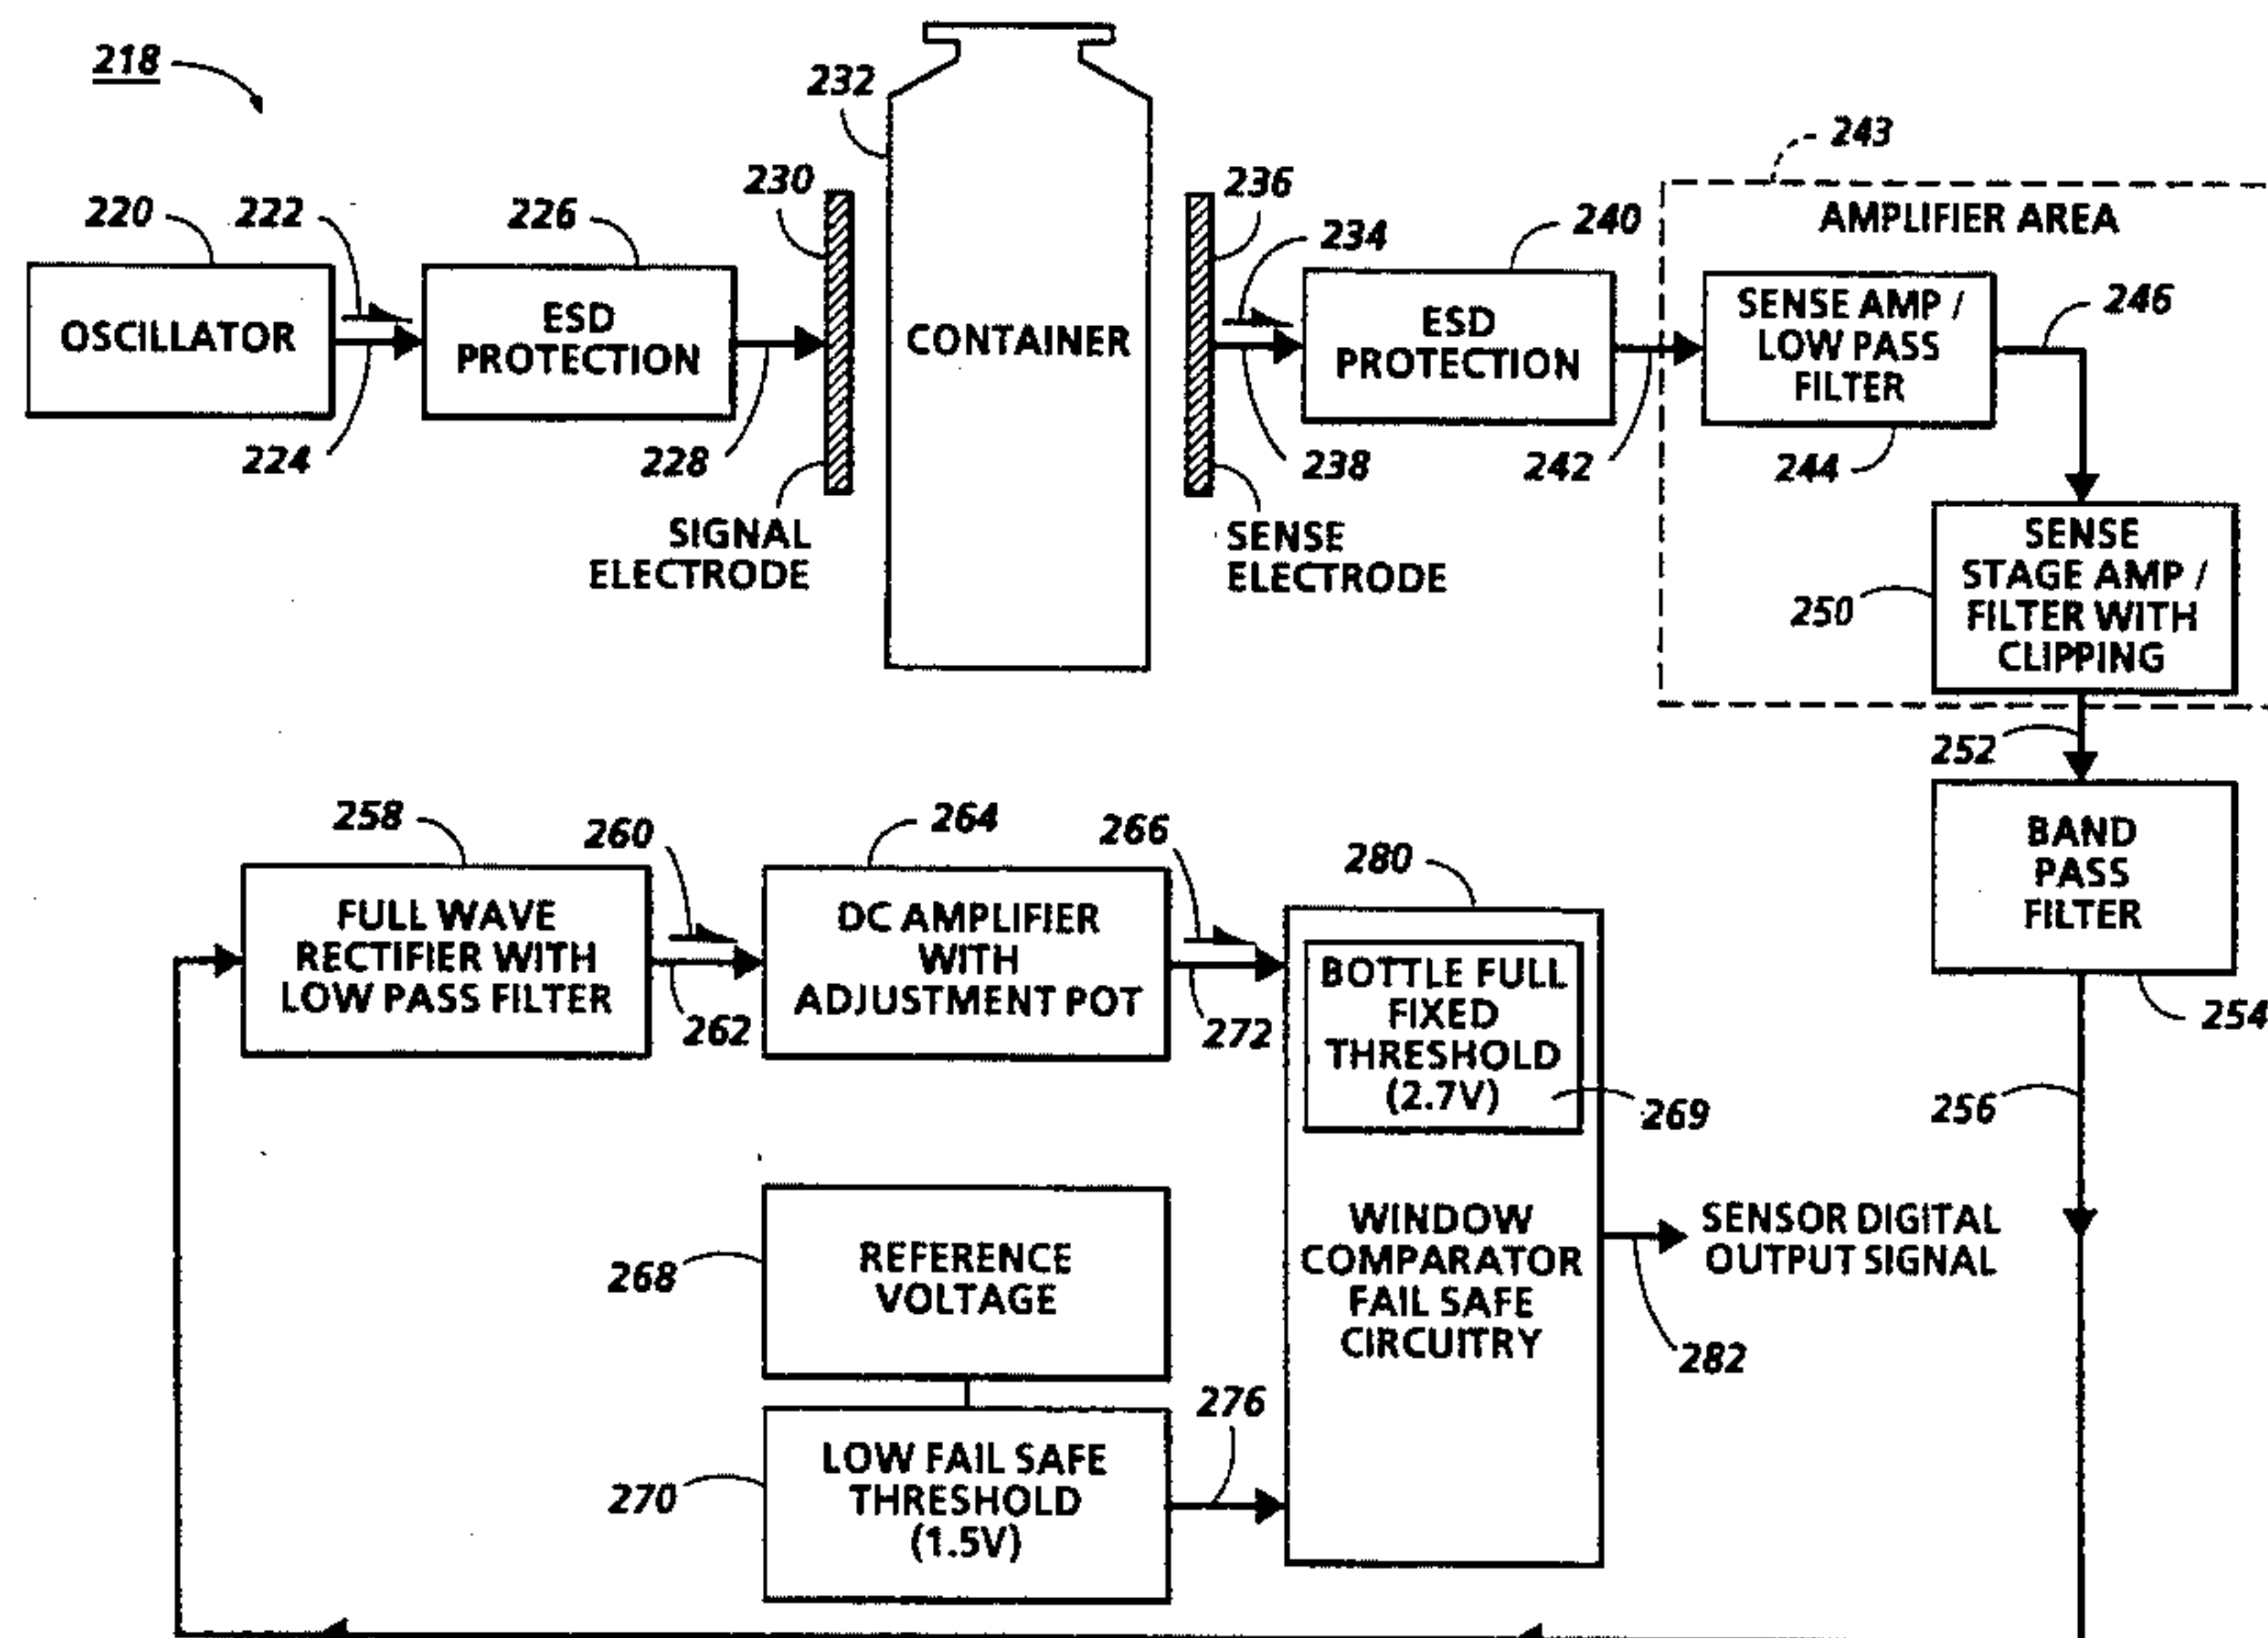 218
232
243
230
236
220
222
226
234
240
AMPLIFIER AREA
OSCILLATOR
ESD
PROTECTION
CONTAINER
ESD
PROTECTION
SENSE AMP /
LOW PASS
FILTER
246
224
228
238
242
244
SIGNAL
ELECTRODE
SENSE
ELECTRODE
SENSE
STAGE AMP /
FILTER WITH
CLIPPING
250
252
BAND
PASS
FILTER
254
256
258
260
264
266
280
FULL WAVE
RECTIFIER WITH
LOW PASS FILTER
262
DC AMPLIFIER
WITH
ADJUSTMENT POT
272
BOTTLE FULL
FIXED
THRESHOLD
(2.7V)
269
REFERENCE
VOLTAGE
268
WINDOW
COMPARATOR
FAIL SAFE
CIRCUITRY
SENSOR DIGITAL
OUTPUT SIGNAL
282
276
LOW FAIL SAFE
THRESHOLD
(1.5V)
270